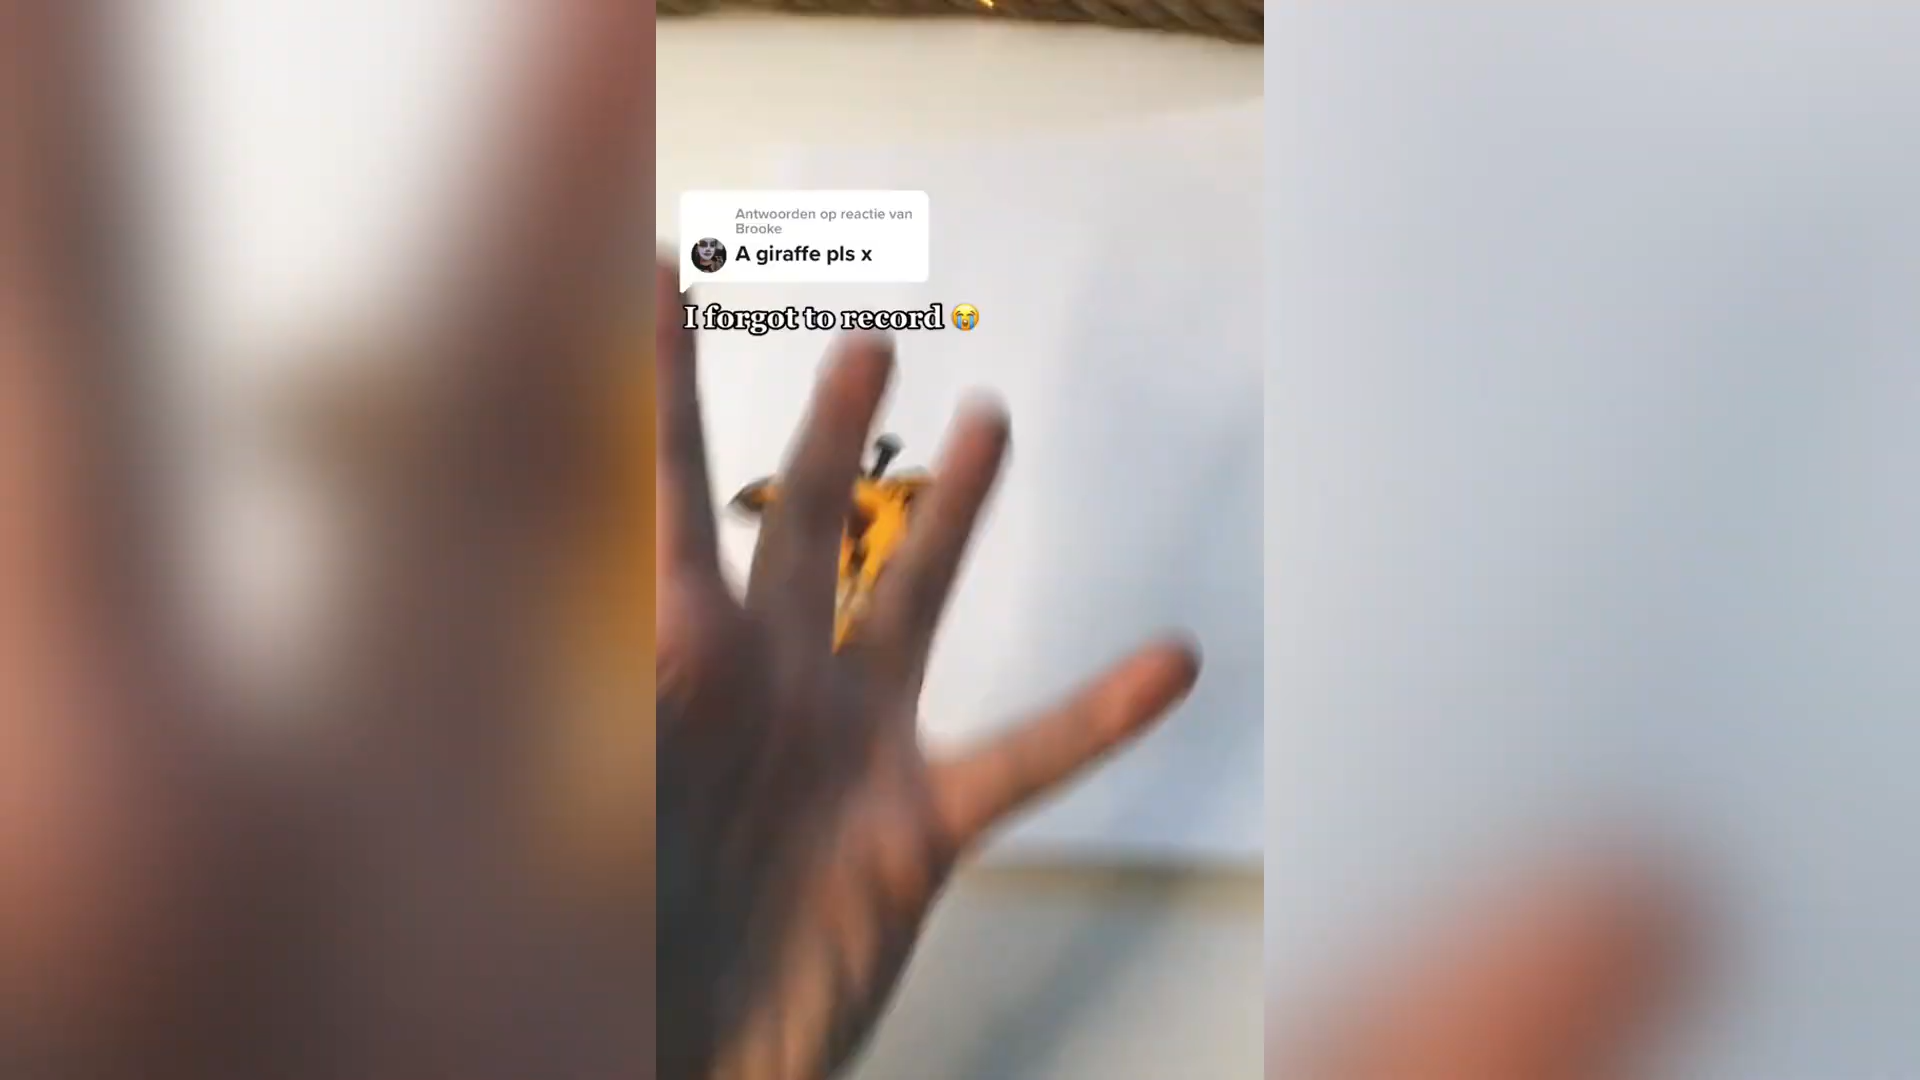 Antwoorden op reactie van
Brooke
A giraffe pls x
I forgot to record 😭